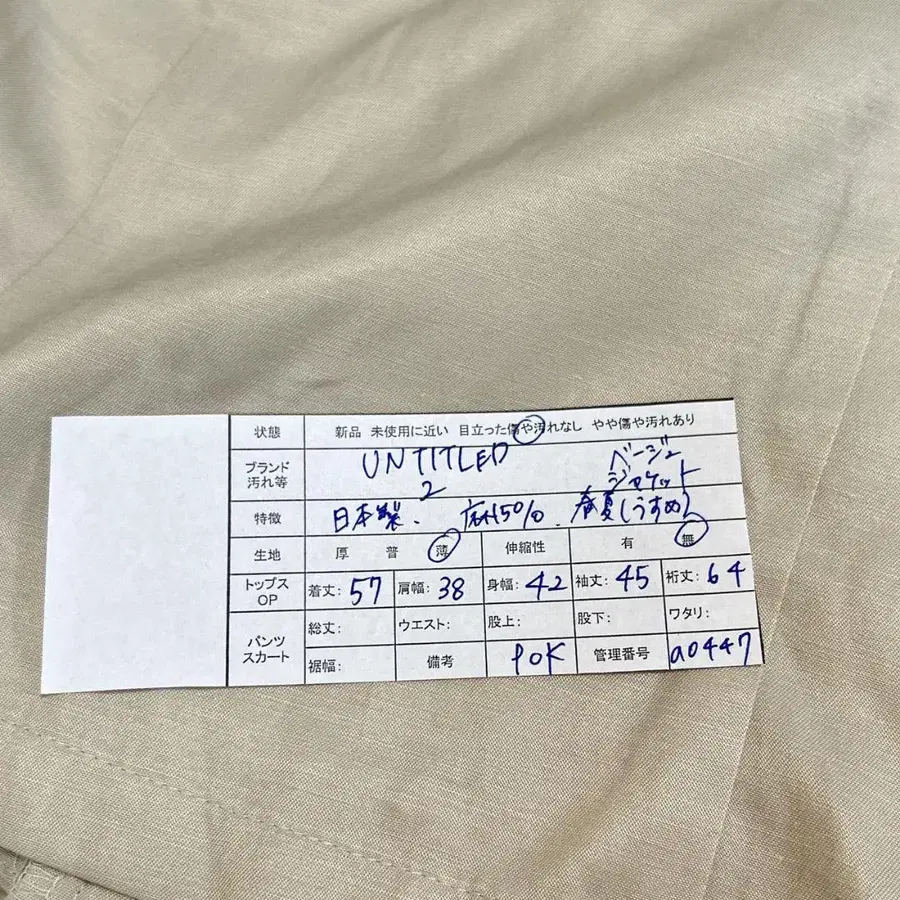 状態 新品 未使用に近い 目立った傷や汚れなし やや傷や汚れあり
ブランド 汚れ等 UNTITLED 2 ベージュ ジャケット
特徴 日本製、麻15%、春夏(うすめ)
生地 厚 普 薄 伸縮性 有 無
トップス OP 着丈: 57 肩幅: 38 身幅: 42 袖丈: 45 裄丈: 64
パンツ スカート 総丈: ウエスト: 股上: 股下: ワタリ:
裾幅: 備考 POK 管理番号 a0447